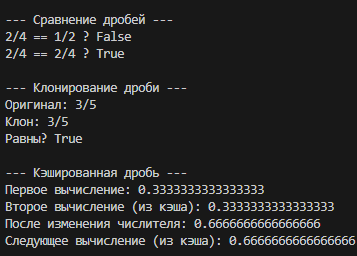 --- Сравнение дробей ---
2/4 == 1/2 ? False
2/4 == 2/4 ? True
--- Клонирование дроби ---
Оригинал: 3/5
Клон: 3/5
Равны? True
--- Кэшированная дробь ---
Первое вычисление: 0.3333333333333333
Второе вычисление (из кэша): 0.3333333333333333
После изменения числителя: 0.6666666666666666
Следующее вычисление (из кэша): 0.6666666666666666